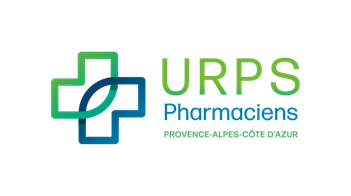 URPS
Pharmaciens
PROVENCE-ALPES-CÔTE D'AZUR